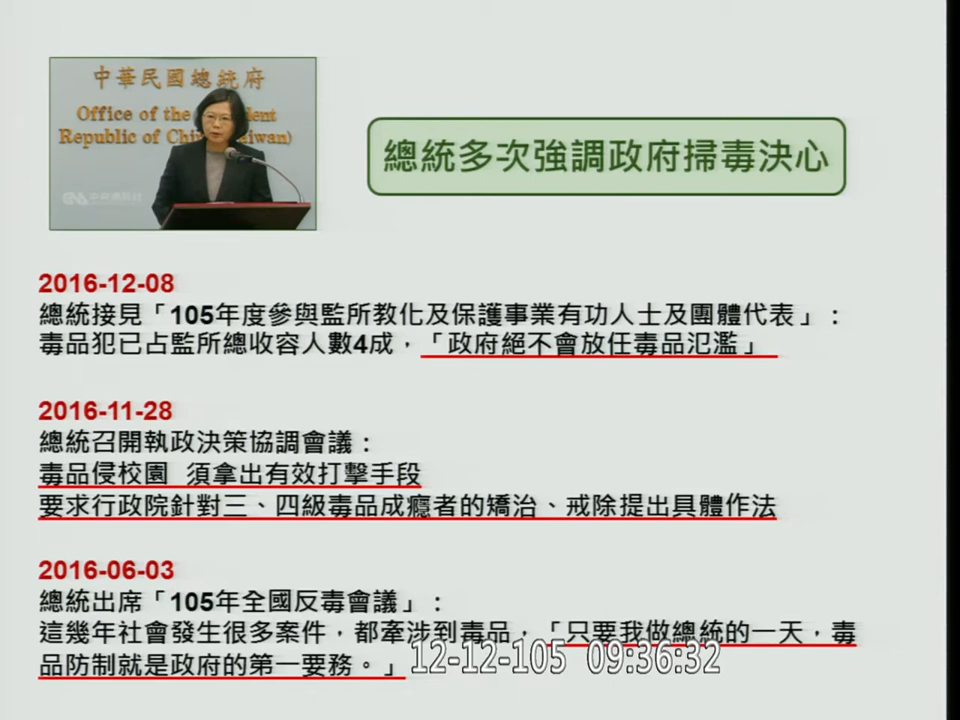 中華民國總統府
Office of the
Republic of
總統多次強調政府掃毒決心
2016-12-08
總統接見「105年度參與監所教化及保護事業有功人士及團體代表」：
毒品犯已占監所總收容人數4成，「政府絕不會放任毒品氾濫」
2016-11-28
總統召開執政決策協調會議：
毒品侵校園 須拿出有效打擊手段
要求行政院針對三、四級毒品成癮者的矯治、戒除提出具體作法
2016-06-03
總統出席「105年全國反毒會議」：
這幾年社會發生很多案件，都牽涉到毒品，「只要我做總統的一天，毒
品防制就是政府的第一要務。」
12-12-105 09:36:32